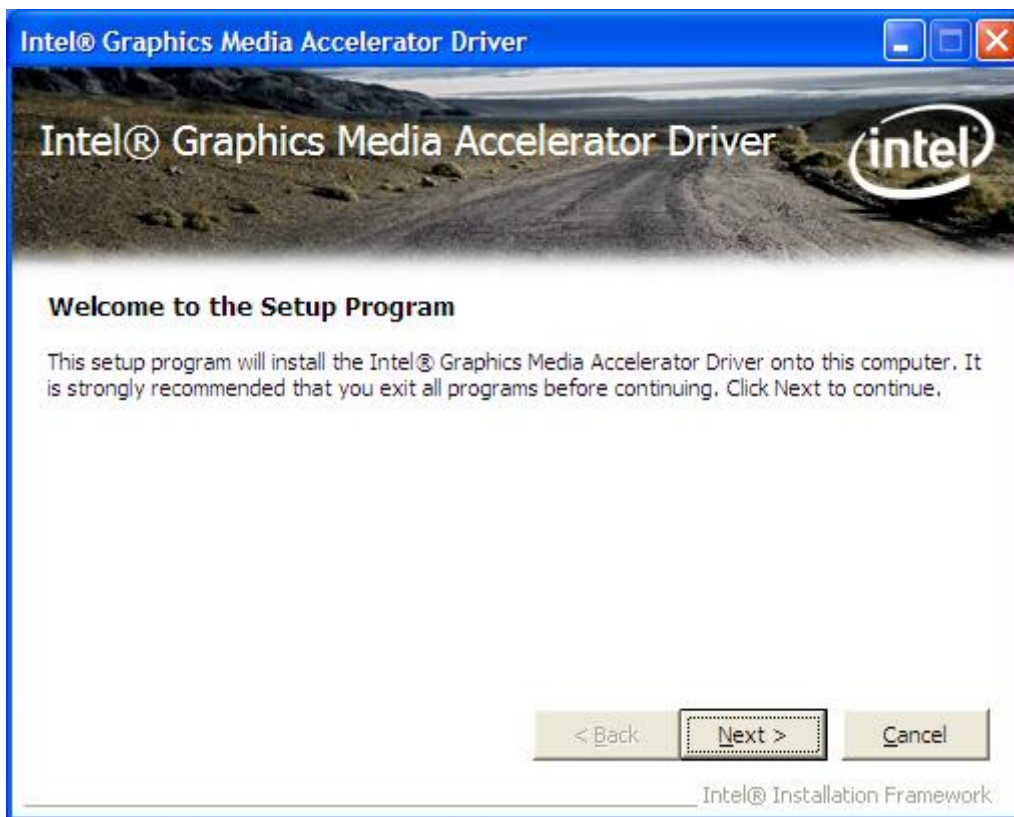 Intel® Graphics Media Accelerator Driver
Intel® Graphics Media Accelerator Driver
intel
Welcome to the Setup Program
This setup program will install the Intel® Graphics Media Accelerator Driver onto this computer. It
is strongly recommended that you exit all programs before continuing. Click Next to continue.
< Back
Next >
Cancel
Intel® Installation Framework